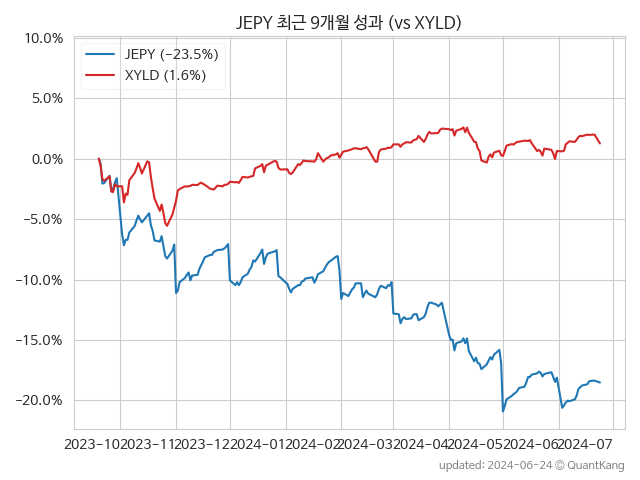 JEPY 최근 9개월 성과 (vs XYLD)
10.0%
5.0%
0.0%
−5.0%
−10.0%
−15.0%
−20.0%
JEPY (−23.5%)
XYLD (1.6%)
2023-10 2023-11 2023-12 2024-01 2024-02 2024-03 2024-04 2024-05 2024-06 2024-07
updated: 2024-06-24 © QuantKang